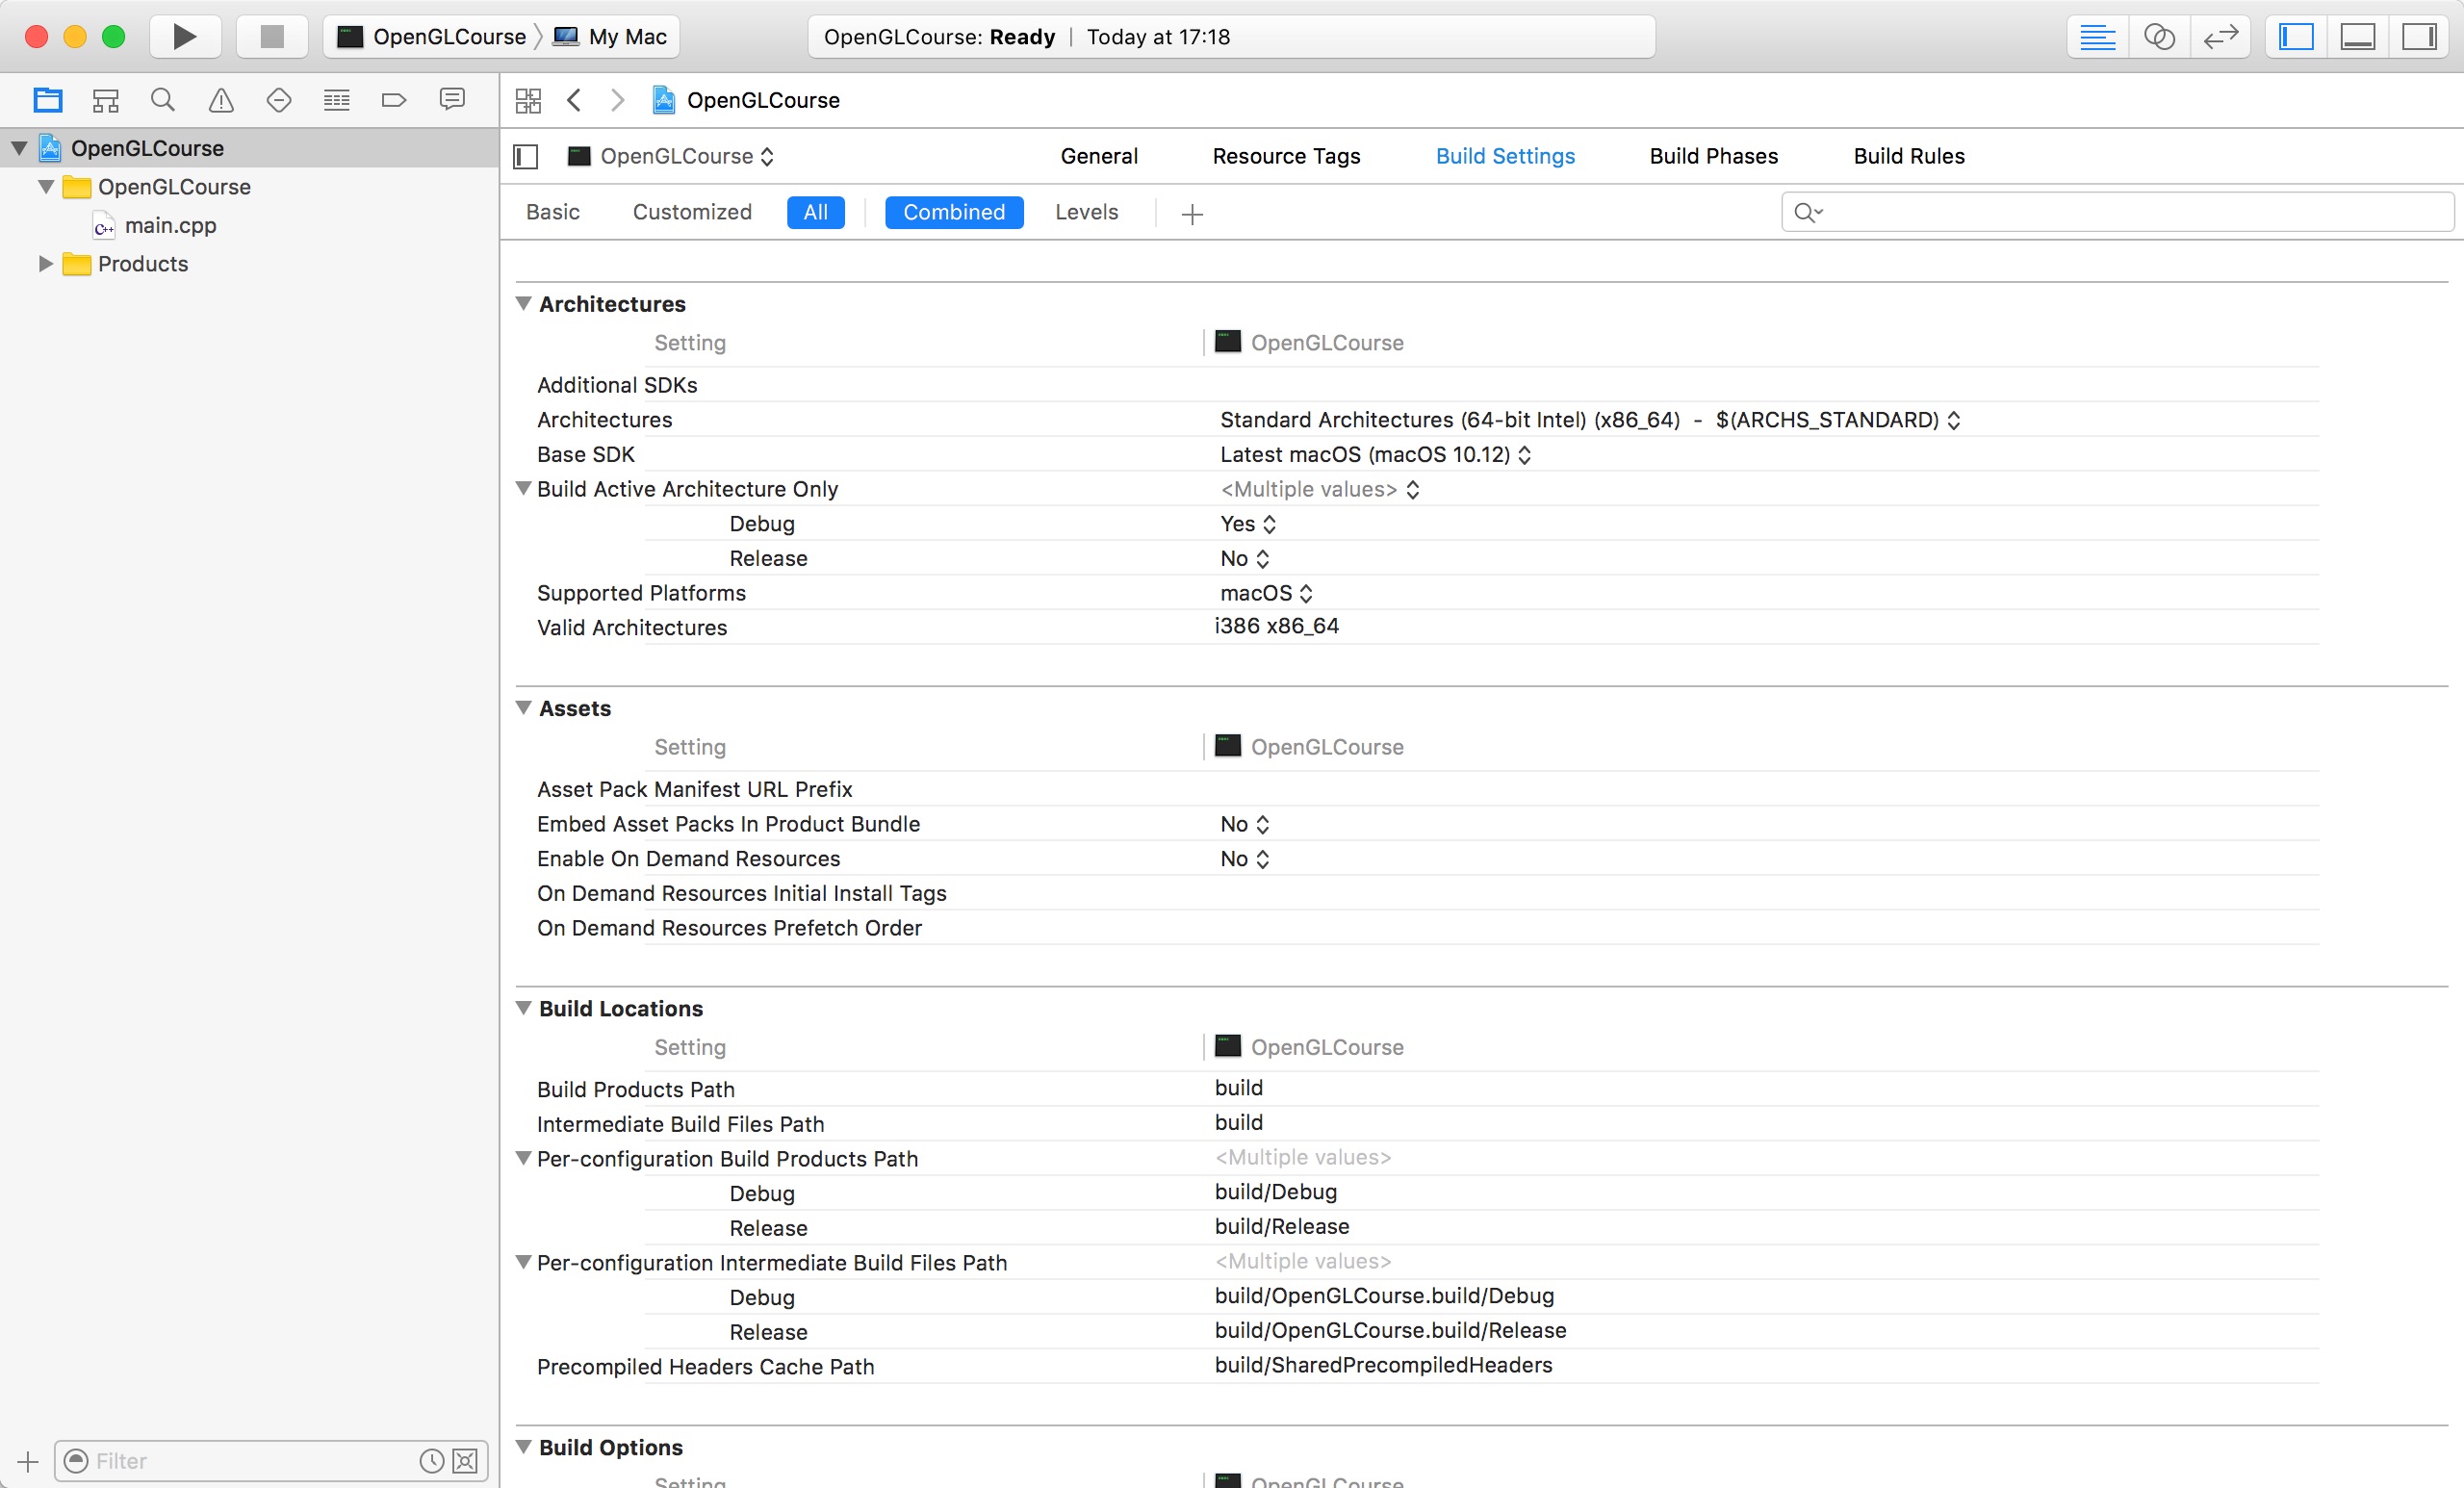 OpenGLCourse My Mac
OpenGLCourse: Ready | Today at 17:18
OpenGLCourse
OpenGLCourse
C++ main.cpp
Products
OpenGLCourse
OpenGLCourse General Resource Tags Build Settings Build Phases Build Rules
Basic Customized All Combined Levels
Architectures
Setting OpenGLCourse
Additional SDKs
Architectures Standard Architectures (64-bit Intel) (x86_64) - $(ARCHS_STANDARD)
Base SDK Latest macOS (macOS 10.12)
Build Active Architecture Only <Multiple values>
Debug Yes
Release No
Supported Platforms macOS
Valid Architectures i386 x86_64
Assets
Setting OpenGLCourse
Asset Pack Manifest URL Prefix
Embed Asset Packs In Product Bundle No
Enable On Demand Resources No
On Demand Resources Initial Install Tags
On Demand Resources Prefetch Order
Build Locations
Setting OpenGLCourse
Build Products Path build
Intermediate Build Files Path build
Per-configuration Build Products Path <Multiple values>
Debug build/Debug
Release build/Release
Per-configuration Intermediate Build Files Path <Multiple values>
Debug build/OpenGLCourse.build/Debug
Release build/OpenGLCourse.build/Release
Precompiled Headers Cache Path build/SharedPrecompiledHeaders
Build Options
Setting OpenGLCourse
Filter